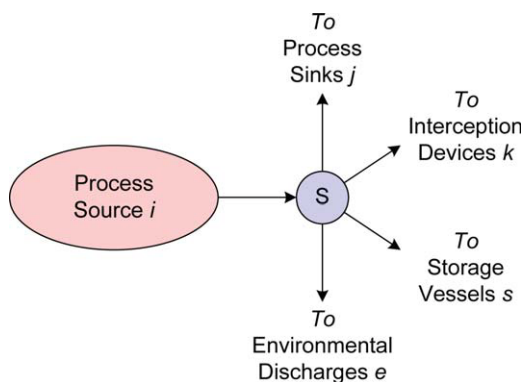 To
Process
Sinks j
To
Interception
Devices k
Process
Source i
S
To
Storage
Vessels s
To
Environmental
Discharges e